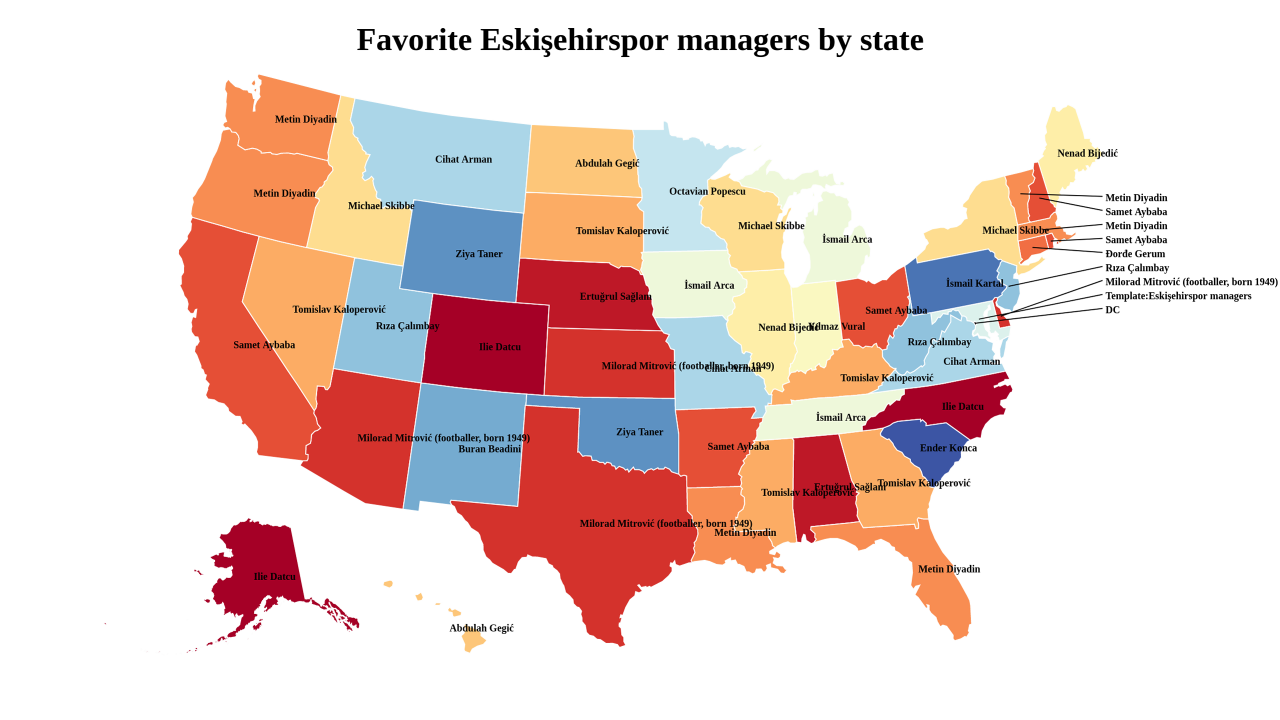 Favorite Eskişehirspor managers by state
Metin Diyadin
Cihat Arman
Abdulah Gegić
Nenad Bijedić
Metin Diyadin
Michael Skibbe
Octavian Popescu
Metin Diyadin
Samet Aybaba
Michael Skibbe
Tomislav Kaloperović
Michael Skibbe
Metin Diyadin
Ziya Taner
İsmail Arca
Samet Aybaba
Đorđe Gerum
Rıza Çalımbay
İsmail Kartal
Milorad Mitrović (footballer, born 1949)
İsmail Arca
Ertuğrul Sağlam
Template:Eskişehirspor managers
Tomislav Kaloperović
Samet Aybaba
DC
Rıza Çalımbay
Nenad Bijedić
Yılmaz Vural
Samet Aybaba
Ilie Datcu
Rıza Çalımbay
Milorad Mitrović (footballer, born 1949)
Cihat Arman
Cihat Arman
Tomislav Kaloperović
Ilie Datcu
İsmail Arca
Milorad Mitrović (footballer, born 1949)
Buran Beadini
Ziya Taner
Samet Aybaba
Ender Konca
Tomislav Kaloperović
Ertuğrul Sağlam
Tomislav Kaloperović
Milorad Mitrović (footballer, born 1949)
Metin Diyadin
Metin Diyadin
Ilie Datcu
Abdulah Gegić